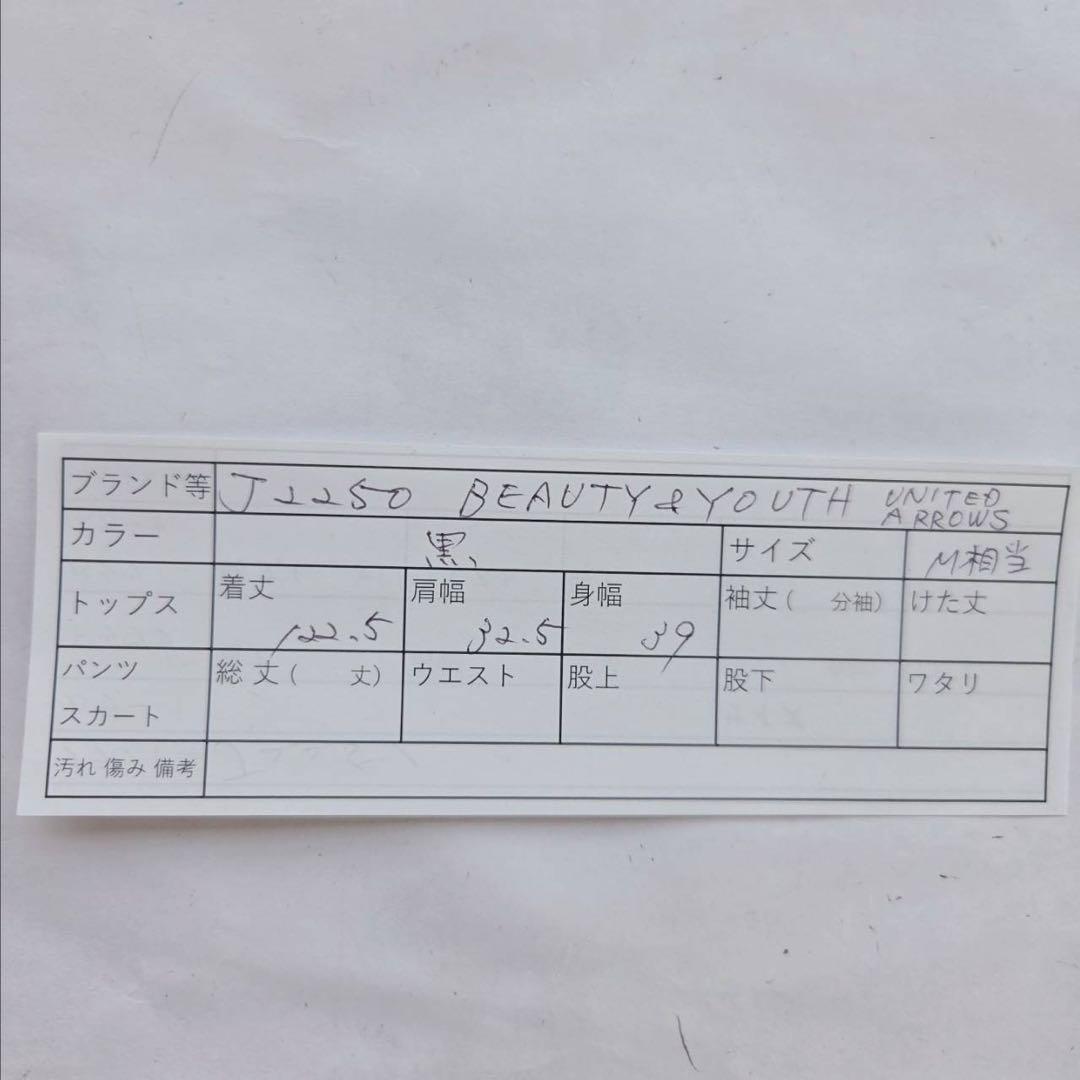 ブランド等 J2250 BEAUTY&YOUTH UNITED ARROWS
カラー 黒 サイズ M相当
トップス 着丈 122.5 肩幅 32.5 身幅 39 袖丈( 分袖) けた丈
パンツ スカート 総丈( 丈) ウエスト 股上 股下 ワタリ
汚れ 傷み 備考